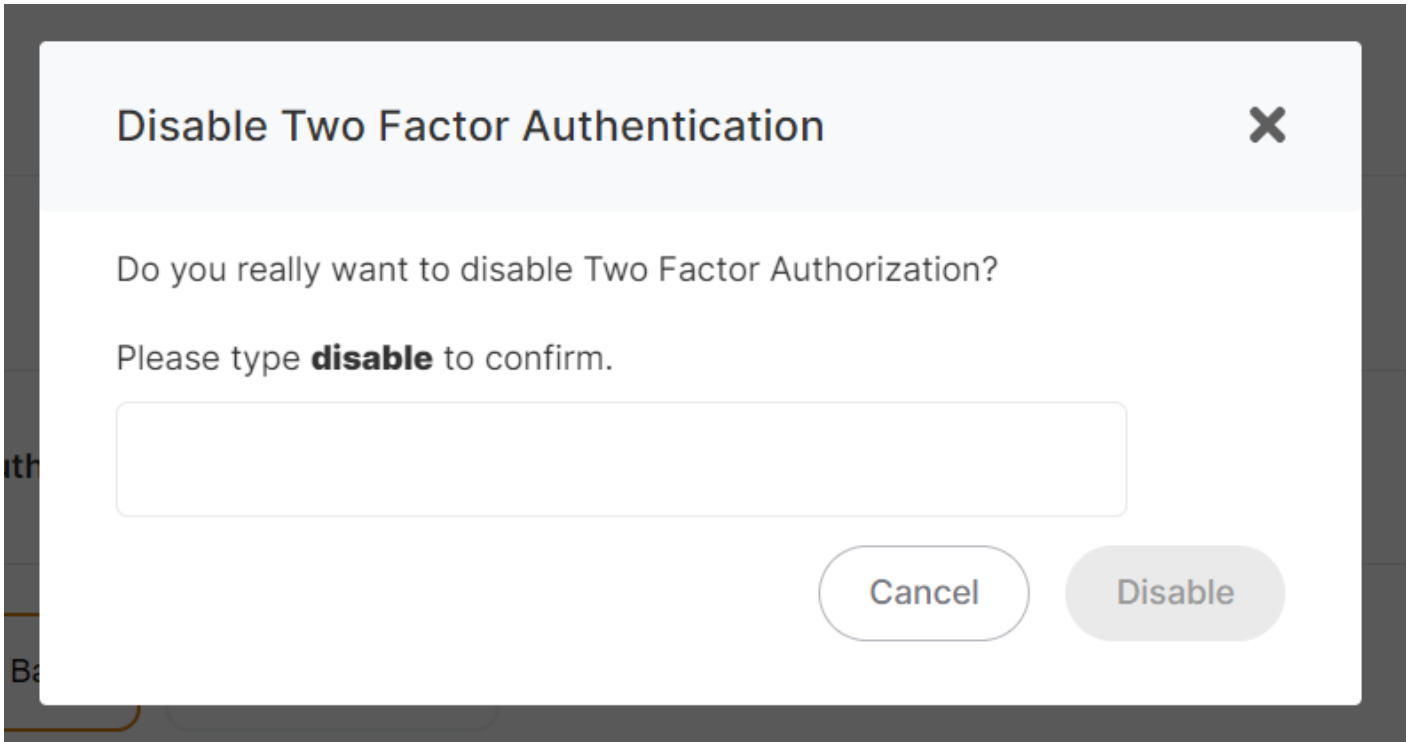 Disable Two Factor Authentication
Do you really want to disable Two Factor Authorization?
Please type disable to confirm.
Cancel
Disable